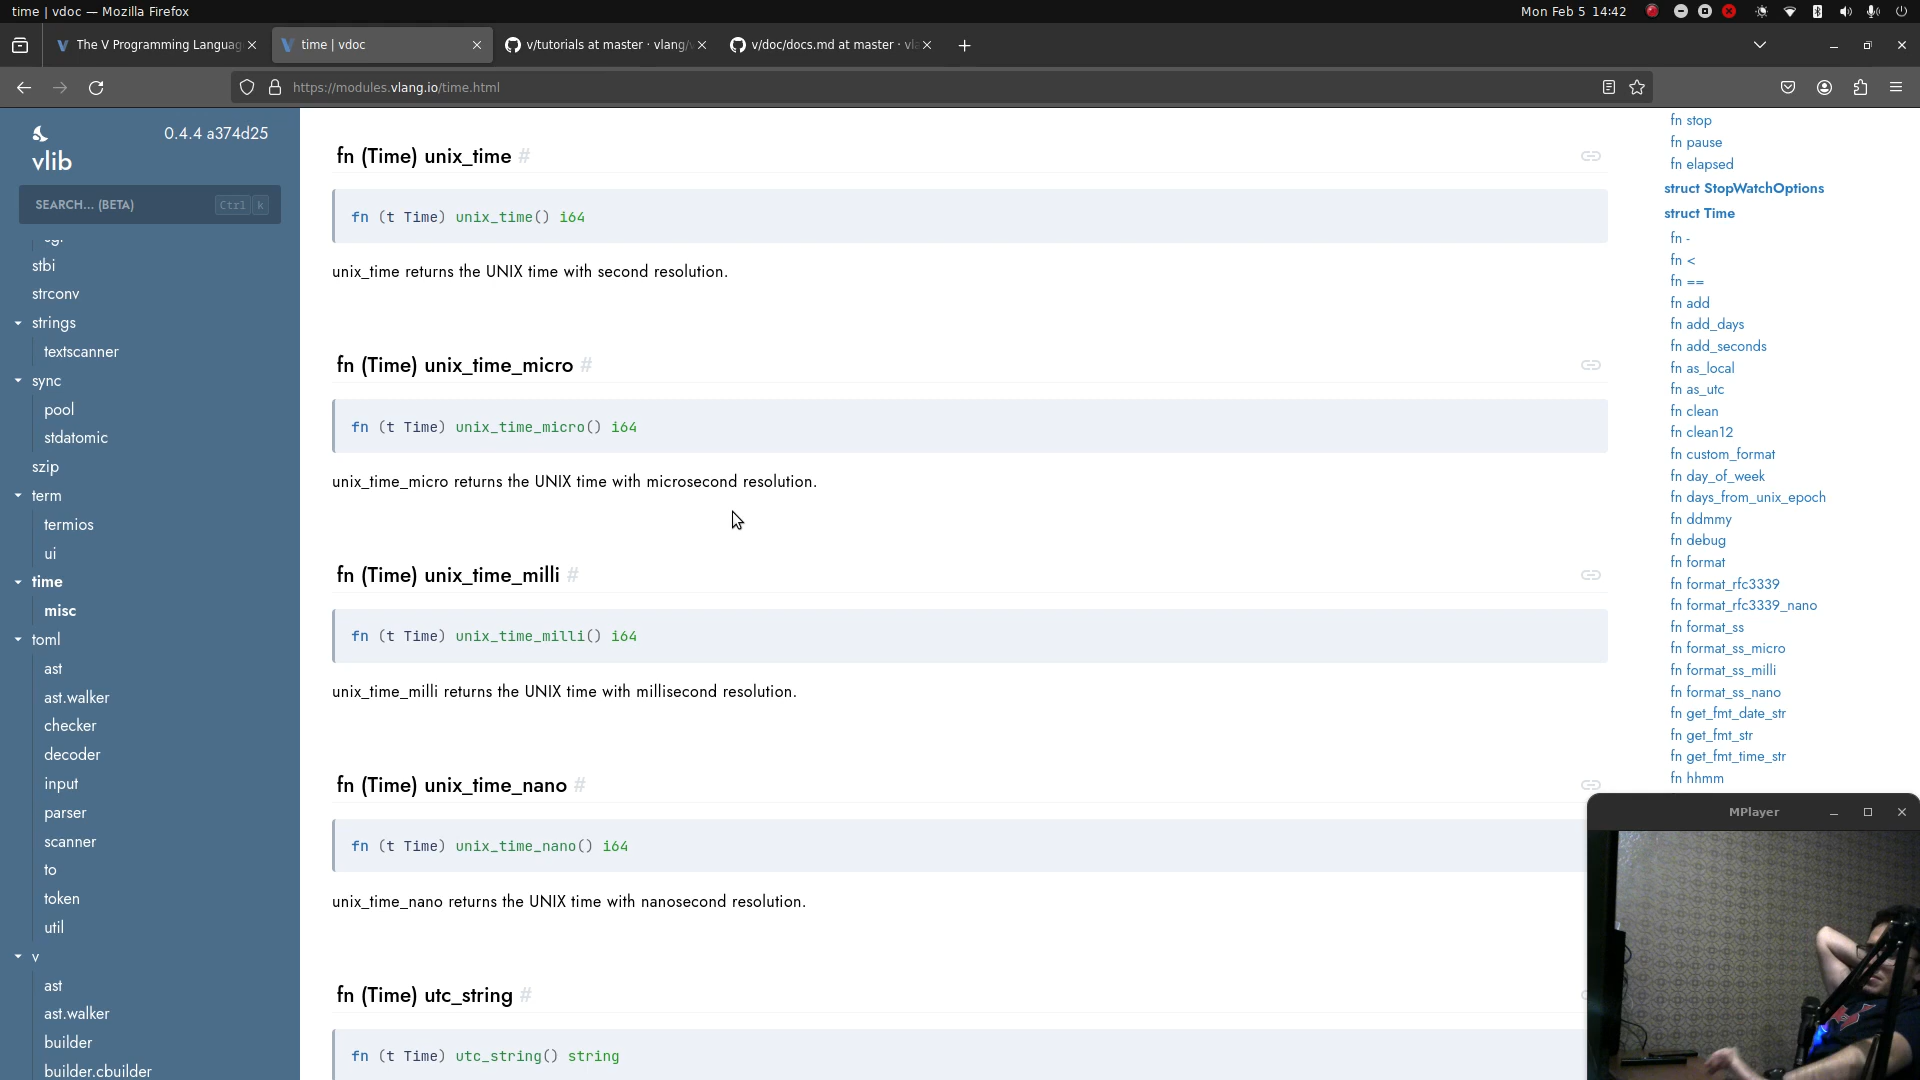 time | vdoc — Mozilla Firefox
Mon Feb 5 14:42
The V Programming Languag
time | vdoc
v/tutorials at master · vlang/
v/doc/docs.md at master · vl
https://modules.vlang.io/time.html
0.4.4 a374d25
vlib
SEARCH... (BETA)
Ctrl k
stbi
strconv
strings
textscanner
sync
pool
stdatomic
szip
term
termios
ui
time
misc
toml
ast
ast.walker
checker
decoder
input
parser
scanner
to
token
util
v
ast
ast.walker
builder
builder.cbuilder
fn (Time) unix_time #
fn (t Time) unix_time() i64
unix_time returns the UNIX time with second resolution.
fn (Time) unix_time_micro #
fn (t Time) unix_time_micro() i64
unix_time_micro returns the UNIX time with microsecond resolution.
fn (Time) unix_time_milli #
fn (t Time) unix_time_milli() i64
unix_time_milli returns the UNIX time with millisecond resolution.
fn (Time) unix_time_nano #
fn (t Time) unix_time_nano() i64
unix_time_nano returns the UNIX time with nanosecond resolution.
fn (Time) utc_string #
fn (t Time) utc_string() string
fn stop
fn pause
fn elapsed
struct StopWatchOptions
struct Time
fn -
fn <
fn ==
fn add
fn add_days
fn add_seconds
fn as_local
fn as_utc
fn clean
fn clean12
fn custom_format
fn day_of_week
fn days_from_unix_epoch
fn ddmmy
fn debug
fn format
fn format_rfc3339
fn format_rfc3339_nano
fn format_ss
fn format_ss_micro
fn format_ss_milli
fn format_ss_nano
fn get_fmt_date_str
fn get_fmt_str
fn get_fmt_time_str
fn hhmm
MPlayer